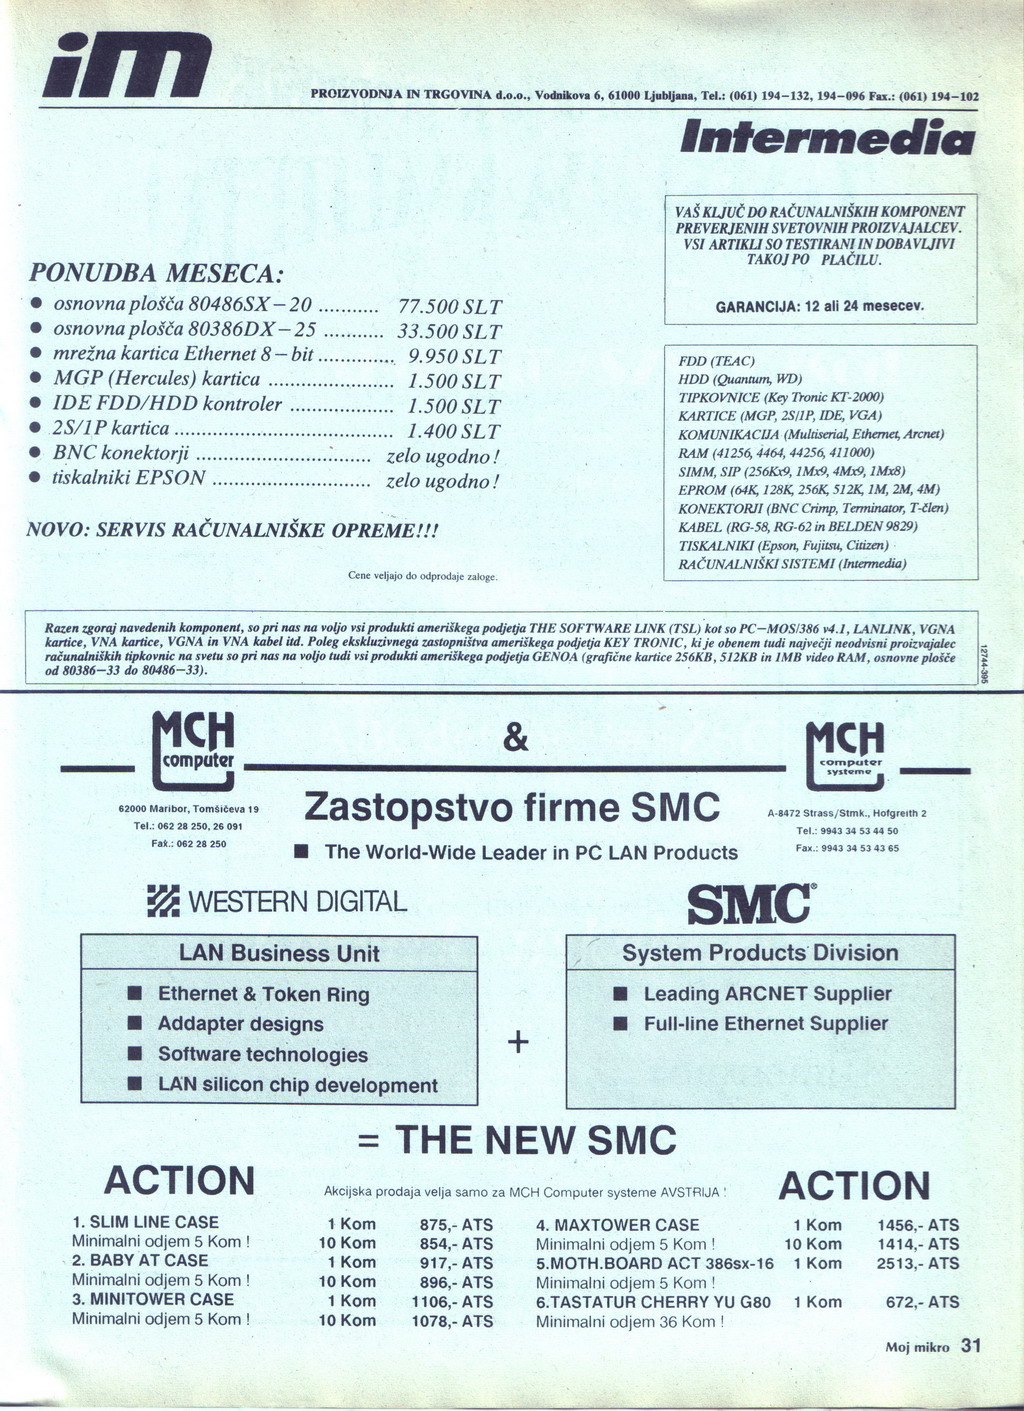 im
PROIZVODNJA IN TRGOVINA d.o.o., Vodnikova 6, 61000 Ljubljana, Tel.: (061) 194-132, 194-096 Fax.: (061) 194-102
Intermedia
VAŠ KLJUČ DO RAČUNALNIŠKIH KOMPONENT
PREVERJENIH SVETOVNIH PROIZVAJALCEV.
VSI ARTIKLI SO TESTIRANI IN DOBAVLJIVI
TAKOJ PO PLAČILU.
GARANCIJA: 12 ali 24 mesecev.
PONUDBA MESECA:
● osnovna plošča 80486SX-20 ........... 77.500 SLT
● osnovna plošča 80386DX-25 ........... 33.500 SLT
● mrežna kartica Ethernet 8-bit .............. 9.950 SLT
● MGP (Hercules) kartica ....................... 1.500 SLT
● IDE FDD/HDD kontroler ................... 1.500 SLT
● 2S/1P kartica ........................................ 1.400 SLT
● BNC konektorji ........................... zelo ugodno!
● tiskalniki EPSON ............................. zelo ugodno!
NOVO: SERVIS RAČUNALNIŠKE OPREME!!!
Cene veljajo do odprodaje zaloge.
FDD (TEAC)
HDD (Quantum, WD)
TIPKOVNICE (Key Tronic KT-2000)
KARTICE (MGP, 2S/1P, IDE, VGA)
KOMUNIKACIJA (Multiserial, Ethernet, Arcnet)
RAM (41256, 4464, 44256, 411000)
SIMM, SIP (256Kx9, 1Mx9, 4Mx9, 1Mx8)
EPROM (64K, 128K, 256K, 512K, 1M, 2M, 4M)
KONEKTORJI (BNC Crimp, Terminator, T-člen)
KABEL (RG-58, RG-62 in BELDEN 9829)
TISKALNIKI (Epson, Fujitsu, Citizen)
RAČUNALNIŠKI SISTEMI (Intermedia)
Razen zgoraj navedenih komponent, so pri nas na voljo vsi produkti ameriškega podjetja THE SOFTWARE LINK (TSL) kot so PC-MOS/386 v4.1, LANLINK, VGNA
kartice, VNA kartice, VGNA in VNA kabel itd. Poleg ekskluzivnega zastopništva ameriškega podjetja KEY TRONIC, ki je obenem tudi največji neodvisni proizvajalec
računalniških tipkovnic na svetu so pri nas na voljo tudi vsi produkti ameriškega podjetja GENOA (grafične kartice 256KB, 512KB in 1MB video RAM, osnovne plošče
od 80386-33 do 80486-33).
12744-395
MCH
computer
&
MCH
computer
systeme
62000 Maribor, Tomšičeva 19
Tel.: 062 28 250, 26 091
Fax.: 062 28 250
Zastopstvo firme SMC
■ The World-Wide Leader in PC LAN Products
A-8472 Strass/Stmk., Hofgreith 2
Tel.: 9943 34 53 44 50
Fax.: 9943 34 53 43 65
WESTERN DIGITAL
SMC®
LAN Business Unit
■ Ethernet & Token Ring
■ Addapter designs
■ Software technologies
■ LAN silicon chip development
+
System Products Division
■ Leading ARCNET Supplier
■ Full-line Ethernet Supplier
= THE NEW SMC
ACTION
Akcijska prodaja velja samo za MCH Computer systeme AVSTRIJA !
ACTION
1. SLIM LINE CASE 1 Kom 875,- ATS
Minimalni odjem 5 Kom ! 10 Kom 854,- ATS
2. BABY AT CASE 1 Kom 917,- ATS
Minimalni odjem 5 Kom ! 10 Kom 896,- ATS
3. MINITOWER CASE 1 Kom 1106,- ATS
Minimalni odjem 5 Kom ! 10 Kom 1078,- ATS
4. MAXTOWER CASE 1 Kom 1456,- ATS
Minimalni odjem 5 Kom ! 10 Kom 1414,- ATS
5.MOTH.BOARD ACT 386sx-16 1 Kom 2513,- ATS
Minimalni odjem 5 Kom !
6.TASTATUR CHERRY YU G80 1 Kom 672,- ATS
Minimalni odjem 36 Kom !
Moj mikro 31